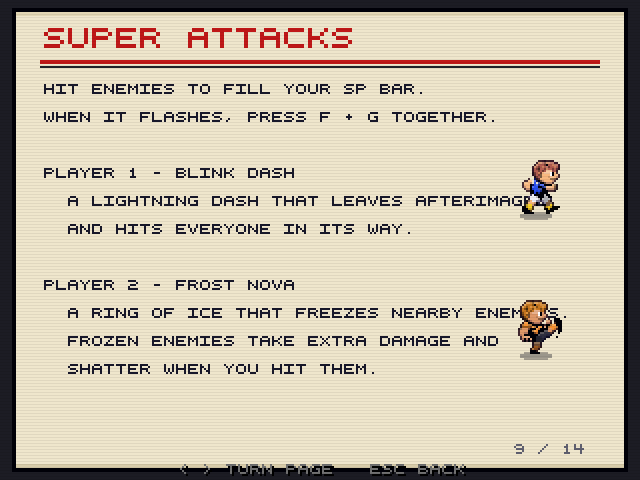 SUPER ATTACKS
HIT ENEMIES TO FILL YOUR SP BAR.
WHEN IT FLASHES, PRESS F + G TOGETHER.
PLAYER 1 - BLINK DASH
A LIGHTNING DASH THAT LEAVES
AND HITS EVERYONE IN ITS WAY.
PLAYER 2 - FROST NOVA
A RING OF ICE THAT FREEZES NEARBY
FROZEN ENEMIES TAKE EXTRA DAMAGE AND
SHATTER WHEN YOU HIT THEM.
9 / 14
< > TURN PAGE ESC BACK